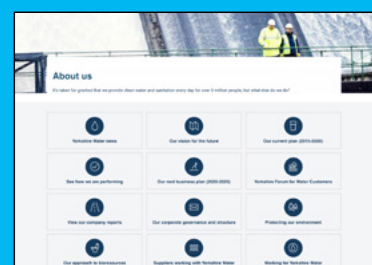 About us
It's taken for granted that we provide clean water and sanitation every day for over 5 million people, but what else do we do?
Yorkshire Water news
Our vision for the future
Our current plan (2015-2020)
See how we are performing
Our next business plan (2020-2025)
Yorkshire Forum for Water Customers
View our company reports
Our corporate governance and structure
Protecting our environment
Our approach to bioresources
Suppliers working with Yorkshire Water
Working for Yorkshire Water